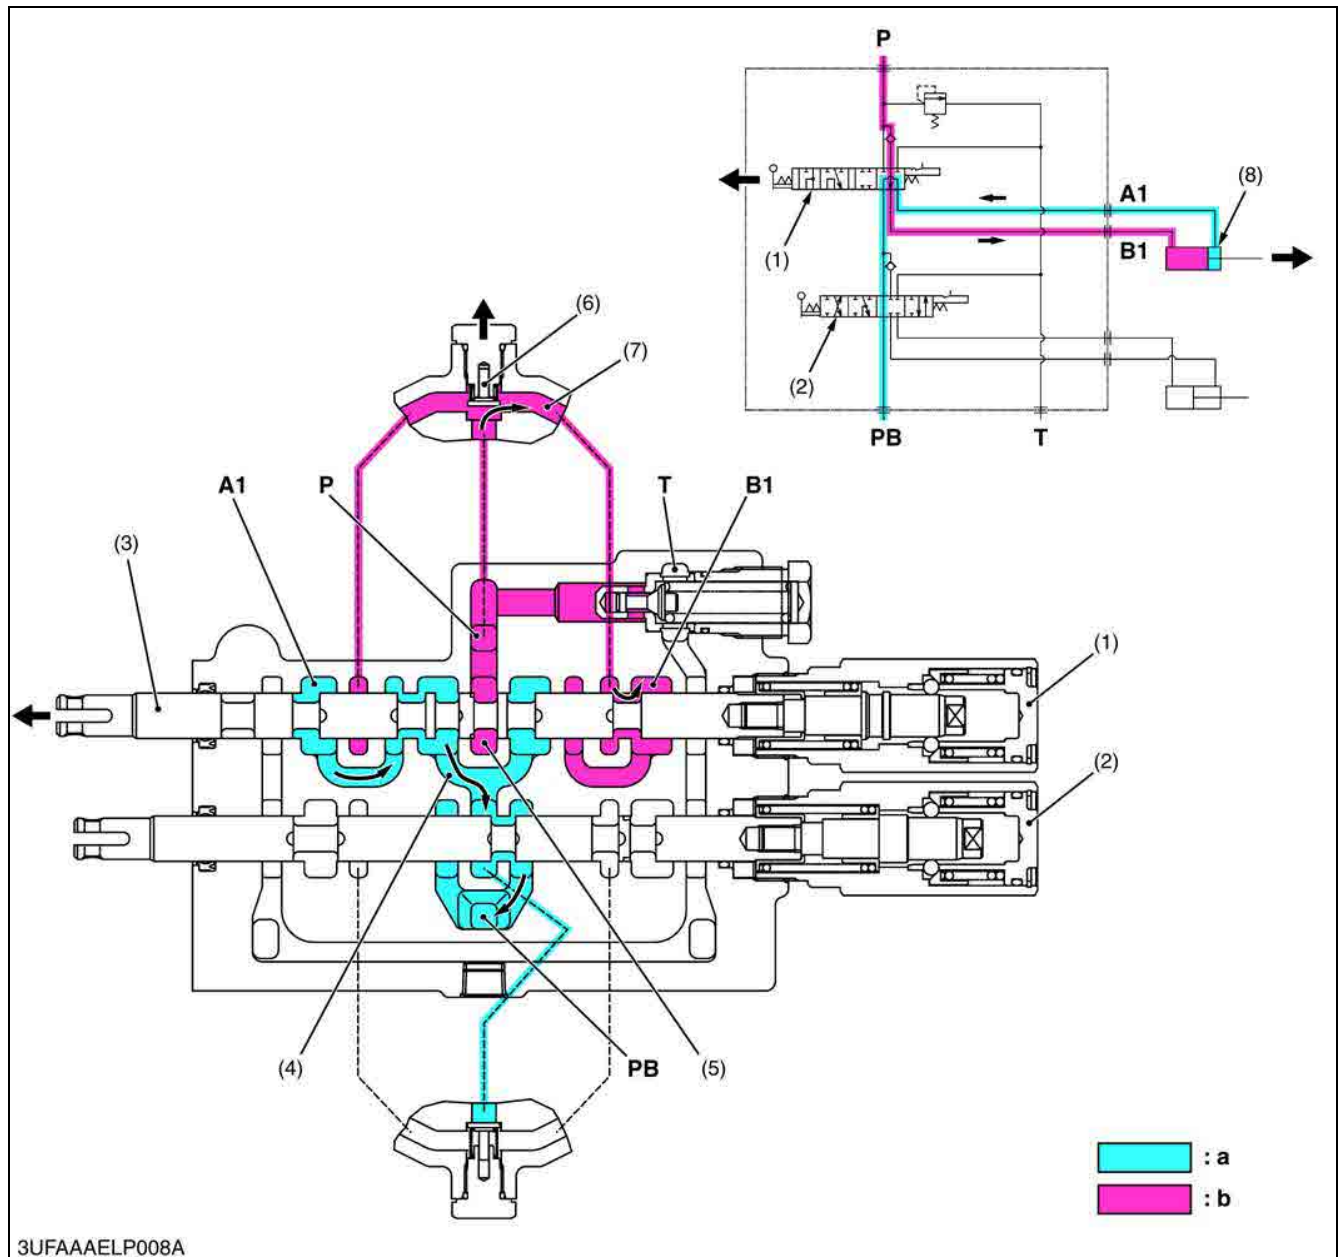 P
(8)
A1
(1)
B1
(6)
(7)
(2)
PB
T
A1
P
T
B1
(3)
(1)
(2)
(4)
PB
(5)
: a
: b
3UFAAAELP008A